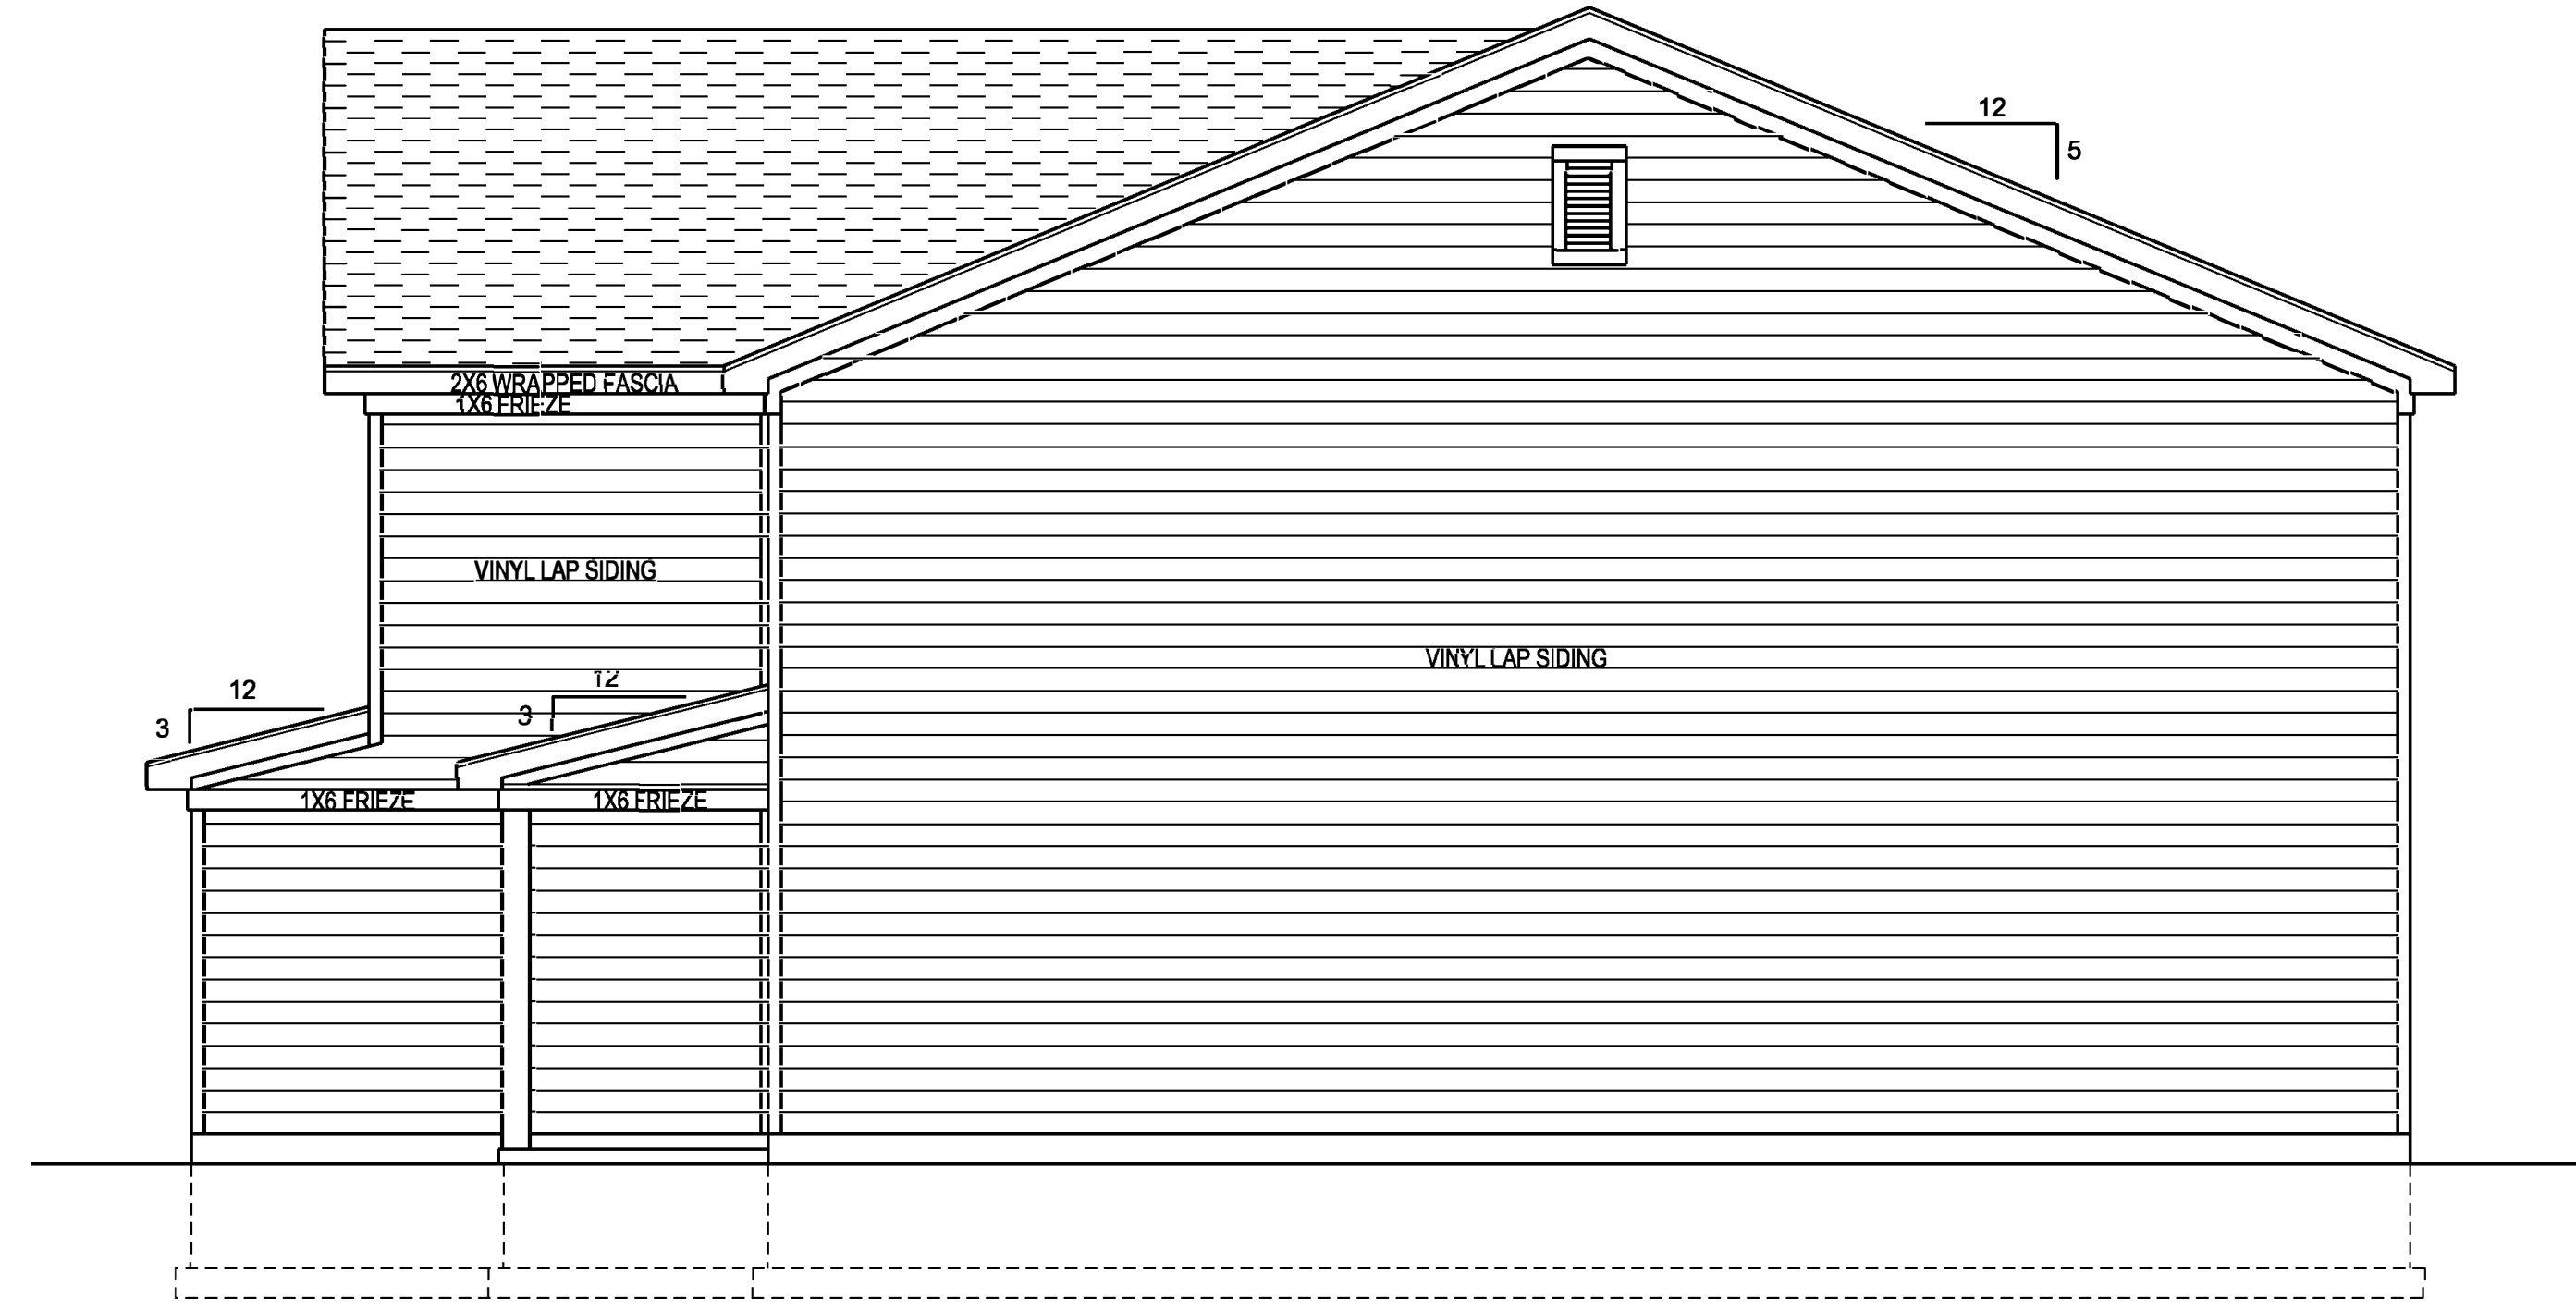 12
5
2X6 WRAPPED FASCIA
1X6 FRIEZE
VINYL LAP SIDING
VINYL LAP SIDING
12
3
12
3
1X6 FRIEZE
1X6 FRIEZE